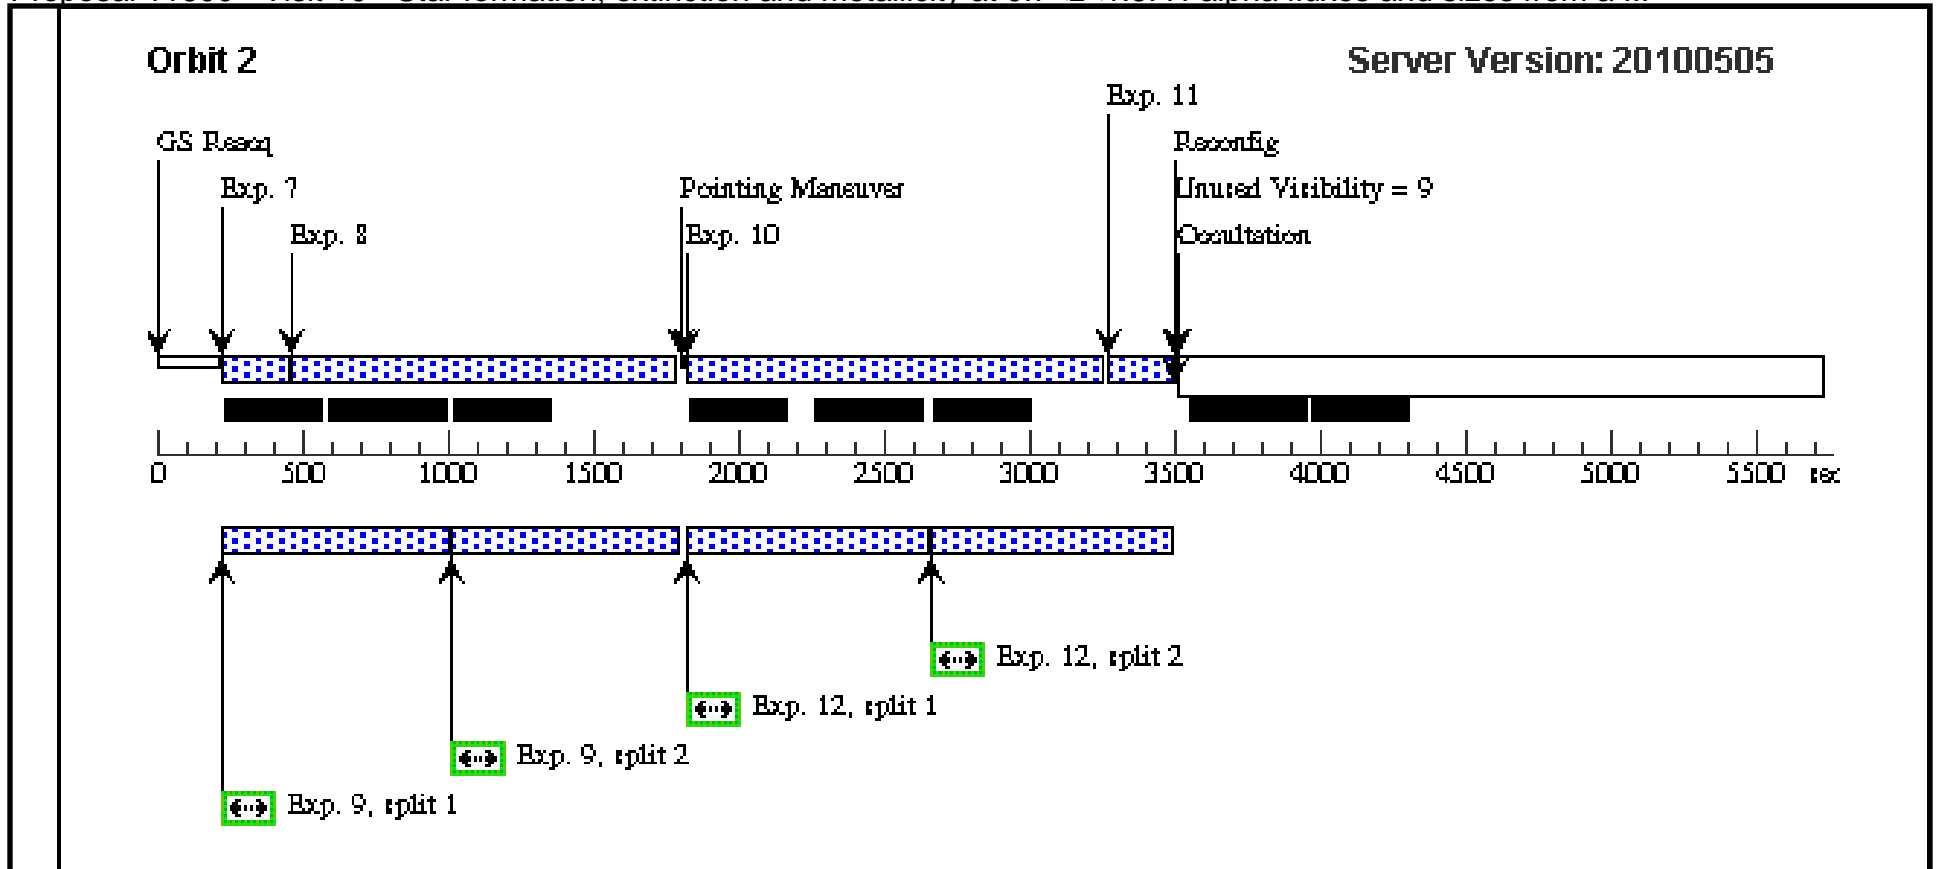 Orbit 2
Server Version: 20100505
Exp. 11
GS Reacq
Reconfig
Exp. 7
Pointing Maneuver
Unused Visibility = 9
Exp. 8
Exp. 10
Occultation
0 500 1000 1500 2000 2500 3000 3500 4000 4500 5000 5500 sec
Exp. 12, split 2
Exp. 12, split 1
Exp. 9, split 2
Exp. 9, split 1